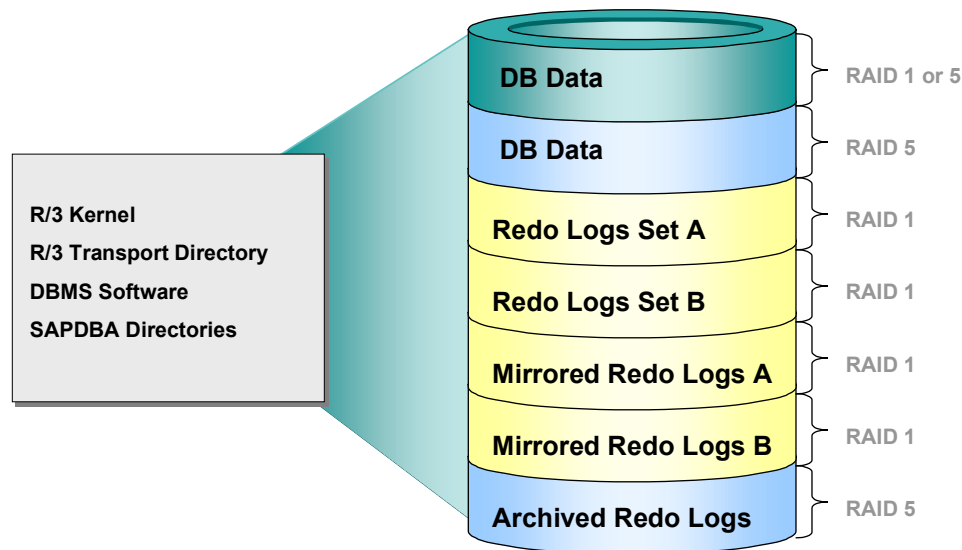 R/3 Kernel
R/3 Transport Directory
DBMS Software
SAPDBA Directories
DB Data
RAID 1 or 5
DB Data
RAID 5
Redo Logs Set A
RAID 1
Redo Logs Set B
RAID 1
Mirrored Redo Logs A
RAID 1
Mirrored Redo Logs B
RAID 1
Archived Redo Logs
RAID 5